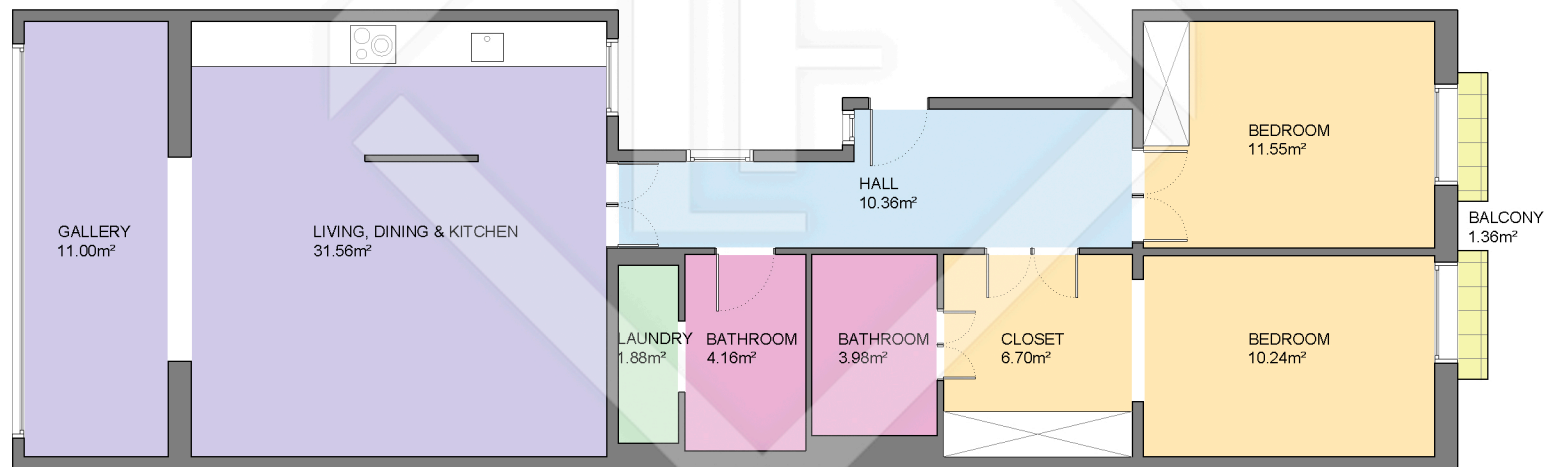 GALLERY
11.00m²
LIVING, DINING & KITCHEN
31.56m²
HALL
10.36m²
BEDROOM
11.55m²
BALCONY
1.36m²
LAUNDRY
1.88m²
BATHROOM
4.16m²
BATHROOM
3.98m²
CLOSET
6.70m²
BEDROOM
10.24m²